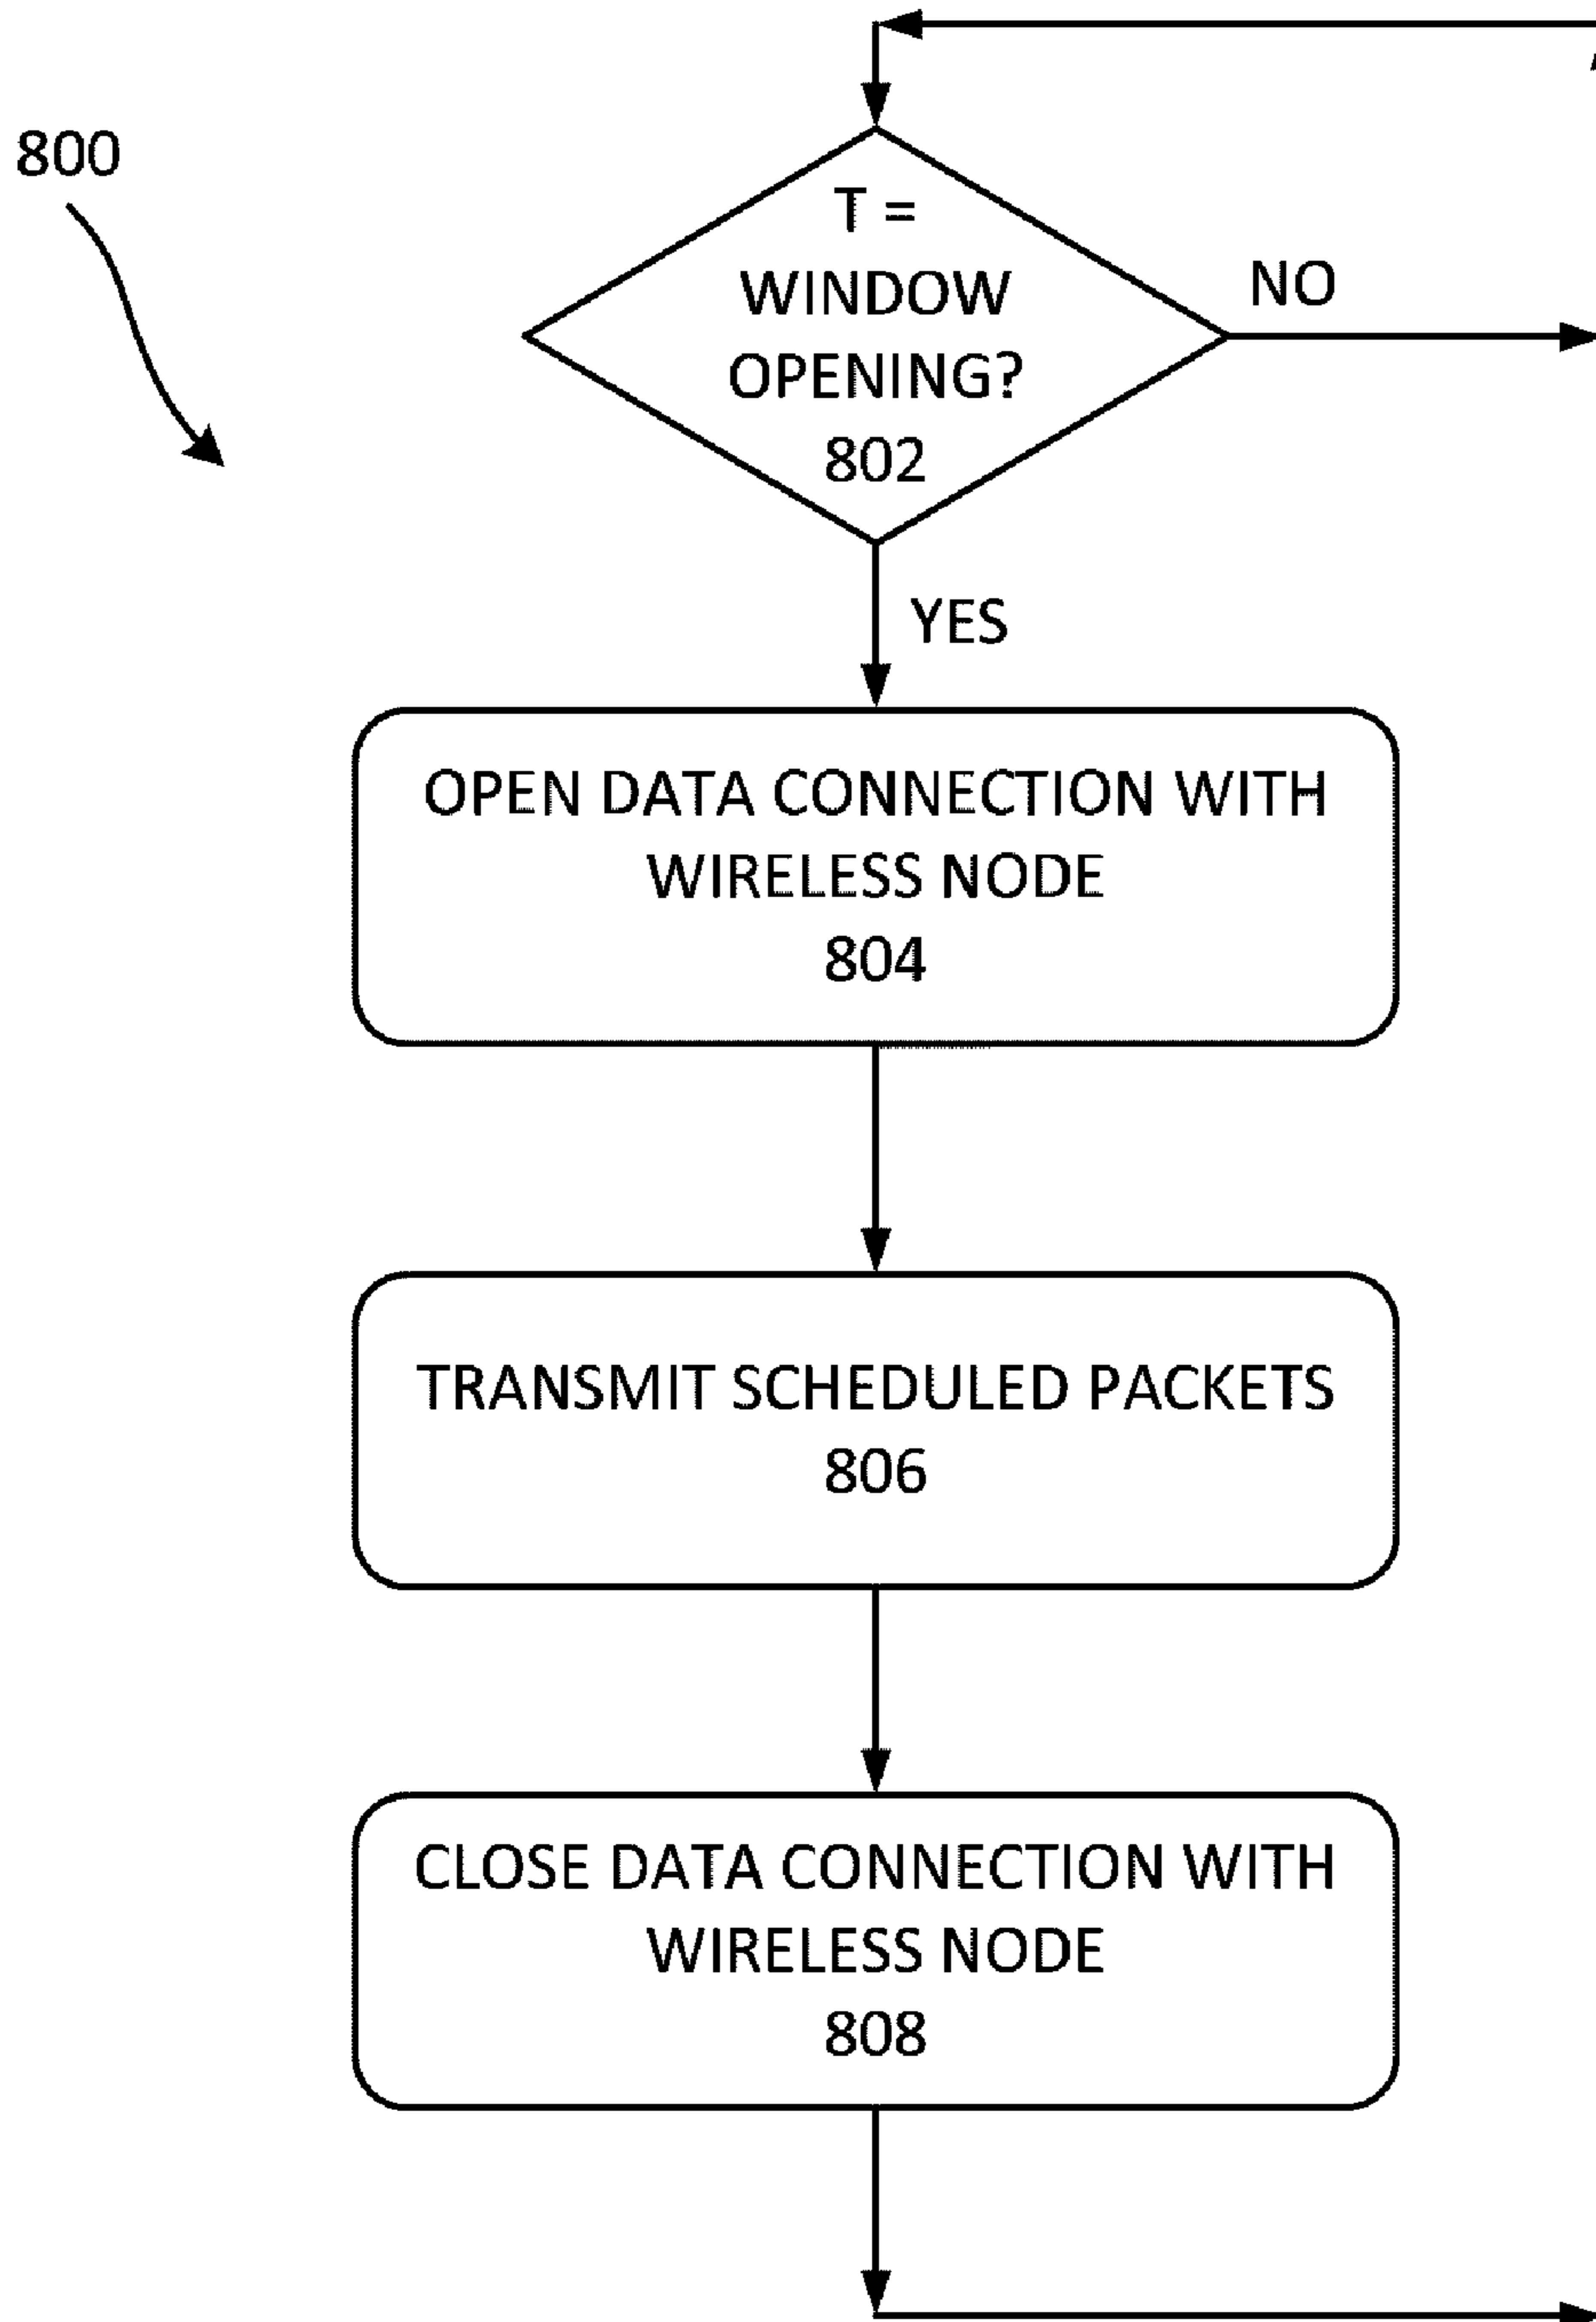 800
T =
WINDOW
OPENING?
802
NO
YES
OPEN DATA CONNECTION WITH
WIRELESS NODE
804
TRANSMIT SCHEDULED PACKETS
806
CLOSE DATA CONNECTION WITH
WIRELESS NODE
808